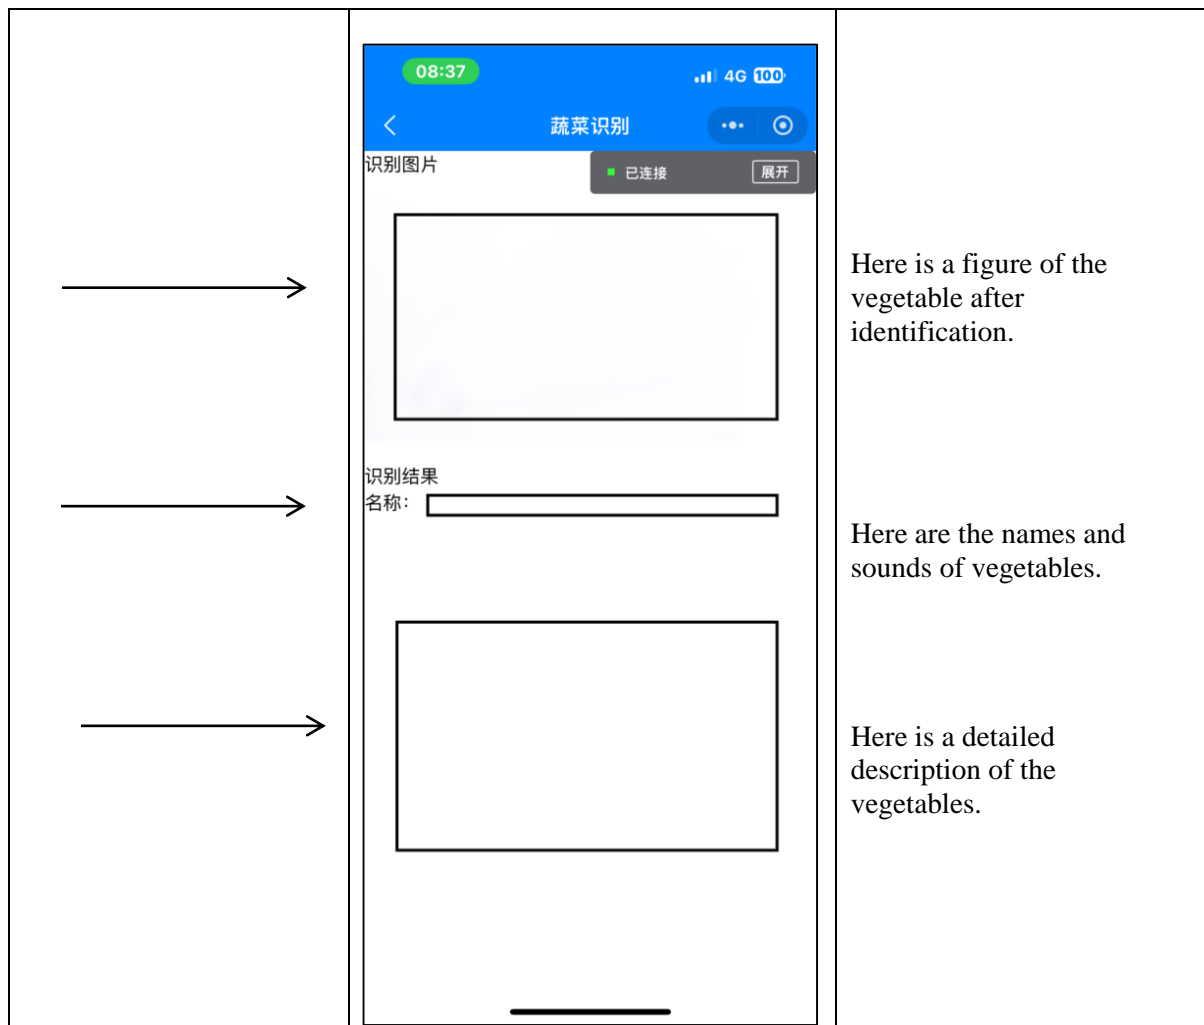 08:37
4G 100
蔬菜识别
识别图片
已连接
展开
Here is a figure of the
vegetable after
identification.
识别结果
名称：
Here are the names and
sounds of vegetables.
Here is a detailed
description of the
vegetables.